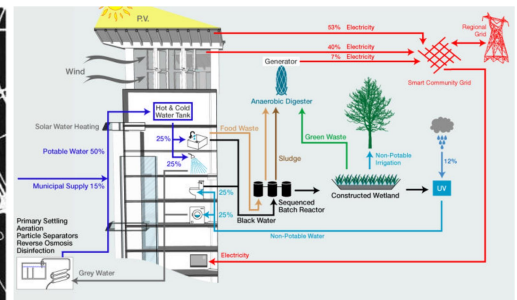 P.V.
53% Electricity
Regional
Grid
40% Electricity
7% Electricity
Generator
Smart Community Grid
Wind
Anaerobic Digester
Hot & Cold
Water Tank
Solar Water Heating
Food Waste
Green Waste
25%
Potable Water 50%
25%
Sludge
Non-Potable
Irrigation
12%
Municipal Supply 15%
25%
Sequenced
Batch Reactor
Constructed Wetland
UV
Primary Settling
Aeration
Particle Separators
Reverse Osmosis
Disinfection
25%
Black Water
Non-Potable Water
Electricity
Grey Water